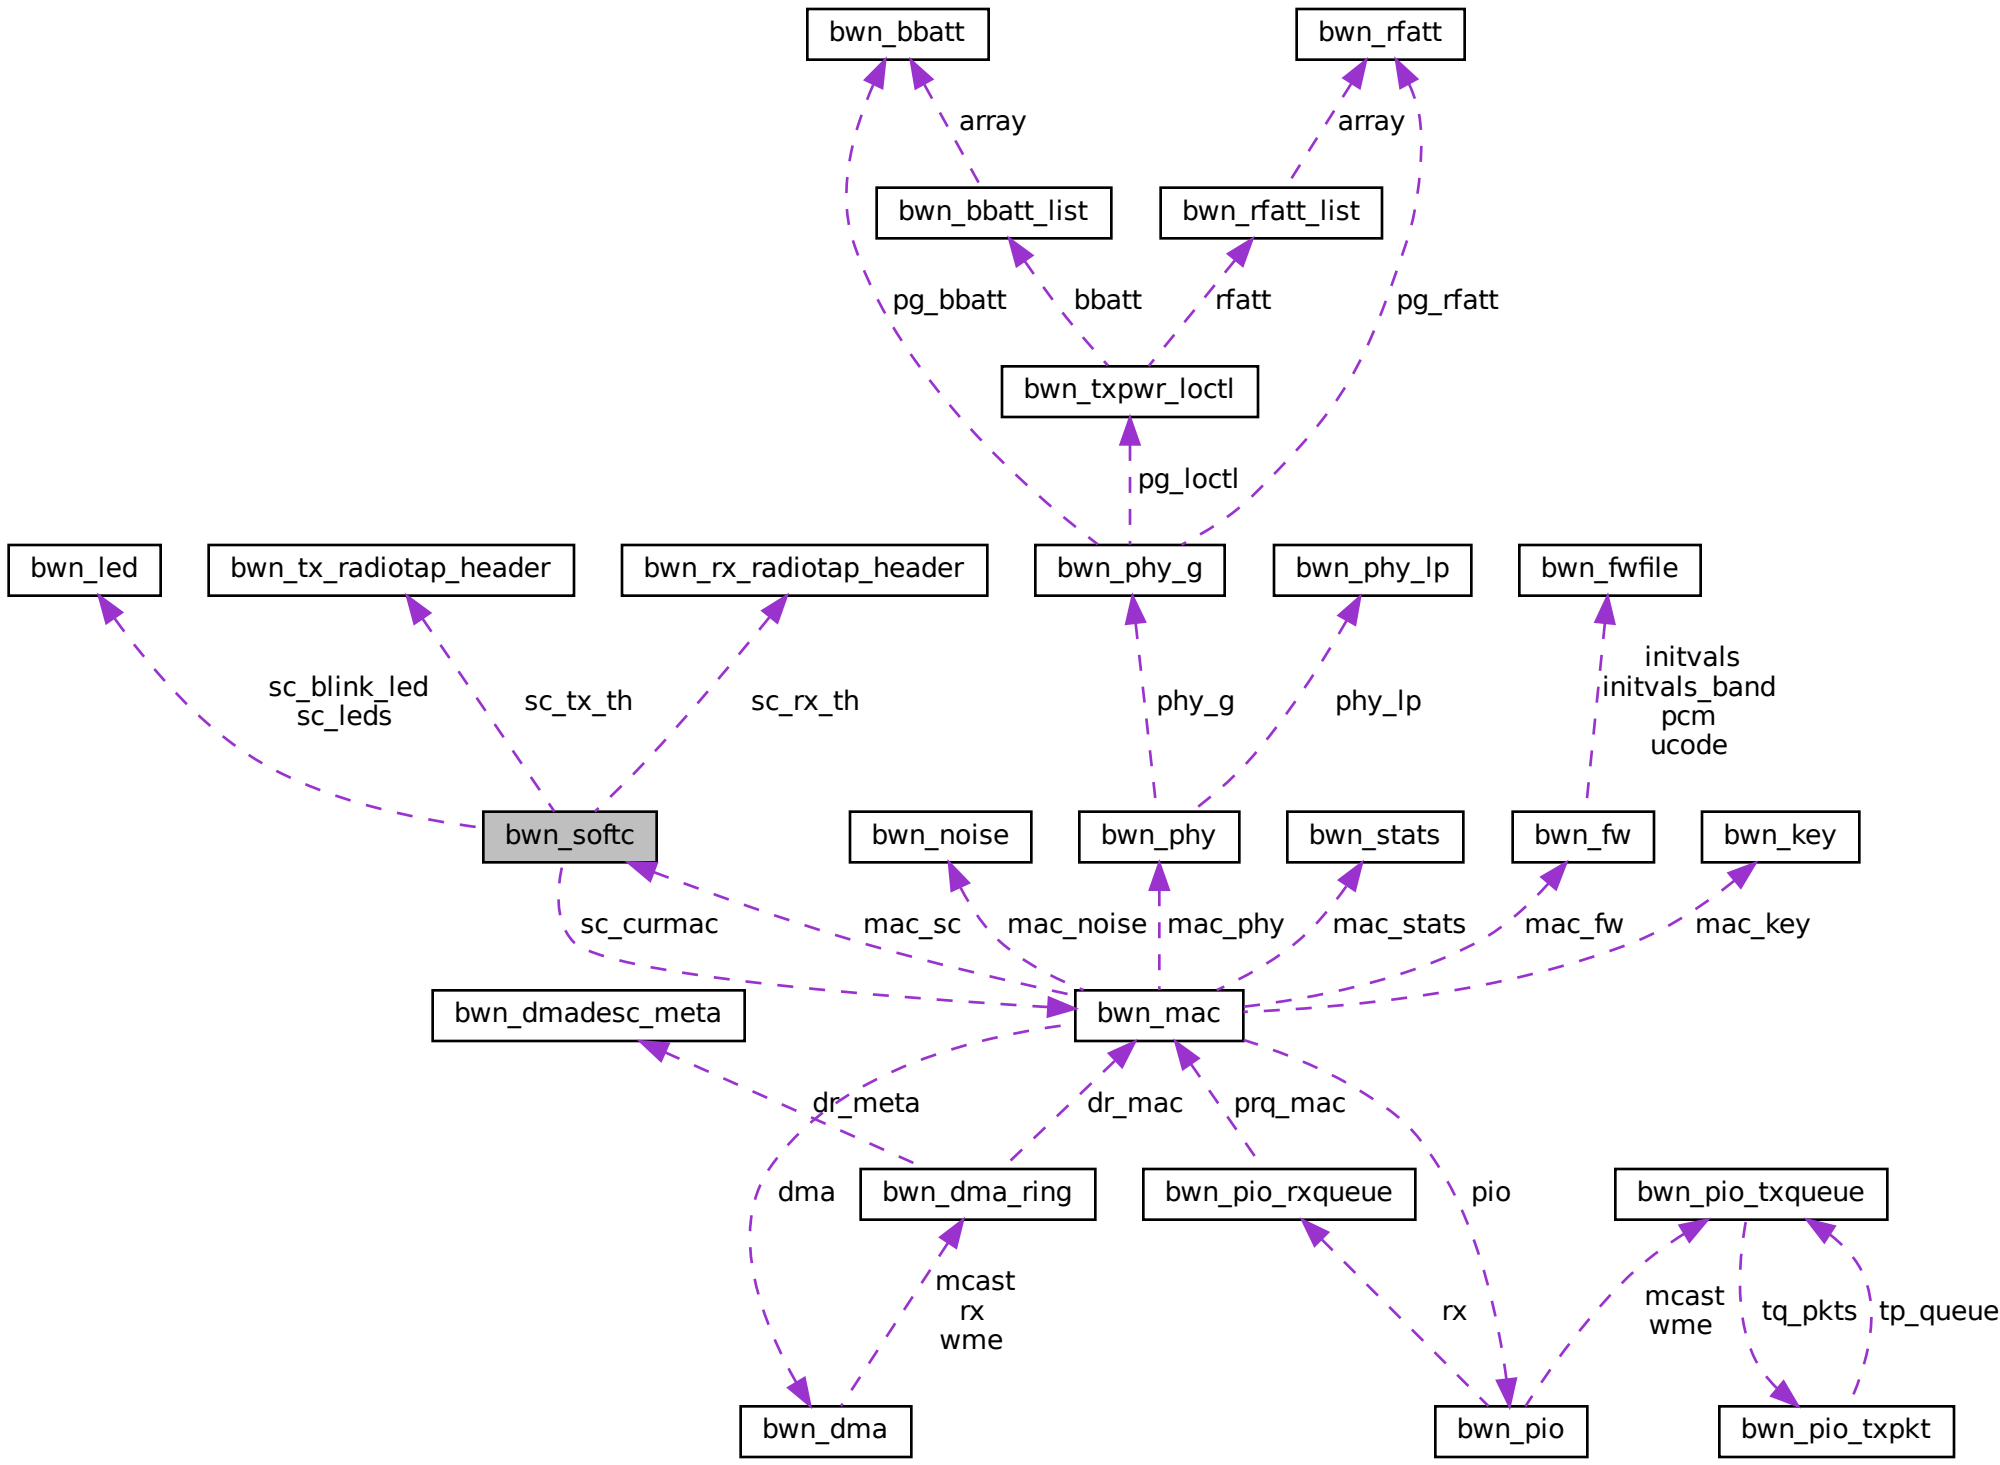 bwn_bbatt
bwn_rfatt
array
array
bwn_bbatt_list
bwn_rfatt_list
pg_bbatt
bbatt
rfatt
pg_rfatt
bwn_txpwr_loctl
pg_loctl
bwn_led
bwn_tx_radiotap_header
bwn_rx_radiotap_header
bwn_phy_g
bwn_phy_lp
bwn_fwfile
sc_blink_led
sc_leds
sc_tx_th
sc_rx_th
phy_g
phy_lp
initvals
initvals_band
pcm
ucode
bwn_softc
bwn_noise
bwn_phy
bwn_stats
bwn_fw
bwn_key
sc_curmac
mac_sc
mac_noise
mac_phy
mac_stats
mac_fw
mac_key
bwn_dmadesc_meta
bwn_mac
dr_meta
dr_mac
prq_mac
dma
bwn_dma_ring
bwn_pio_rxqueue
pio
bwn_pio_txqueue
mcast
rx
wme
rx
mcast
wme
tq_pkts
tp_queue
bwn_dma
bwn_pio
bwn_pio_txpkt